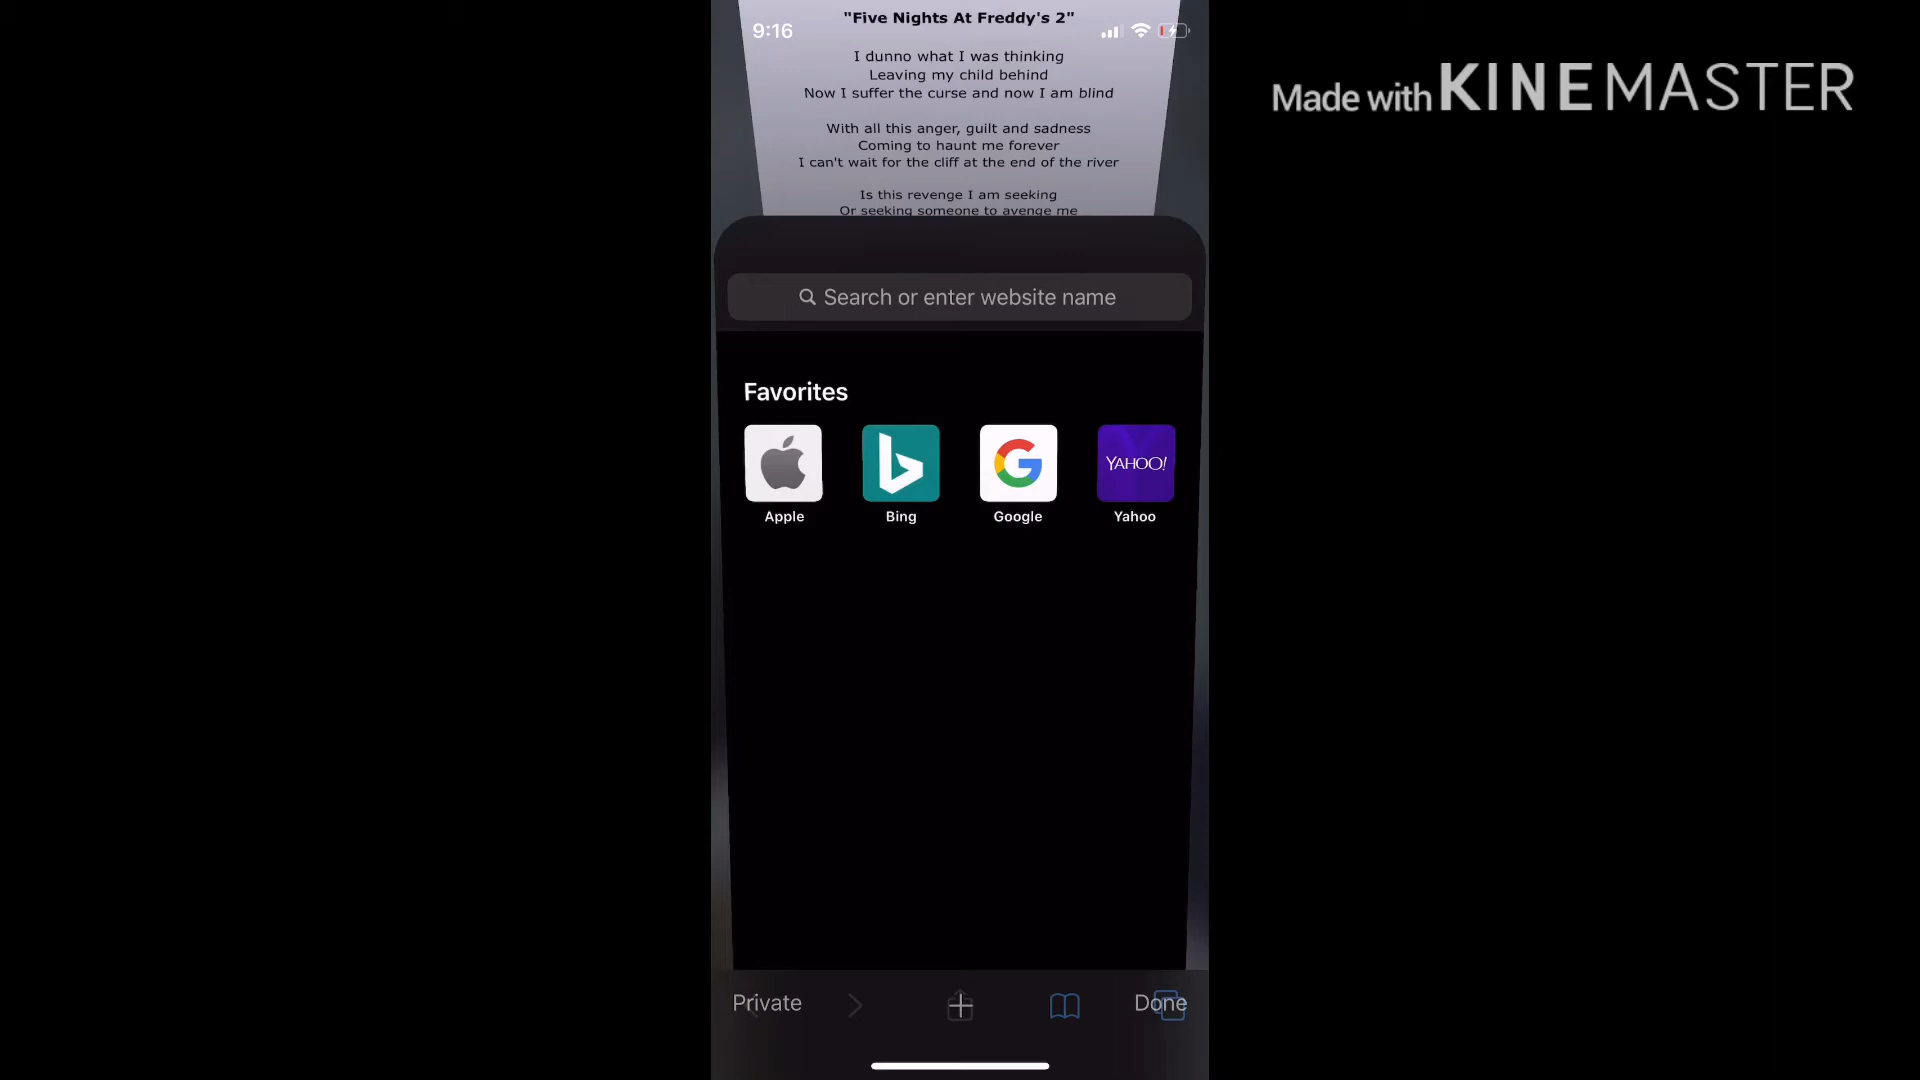 "Five Nights At Freddy's 2"
9:16
I dunno what I was thinking
Leaving my child behind
Now I suffer the curse and now I am blind
With all this anger, guilt and sadness
Coming to haunt me forever
I can't wait for the cliff at the end of the river
Is this revenge I am seeking
Or seeking someone to avenge me
Made with KINEMASTER
Search or enter website name
Favorites
YAHOO!
Apple Bing Google Yahoo
Private Done